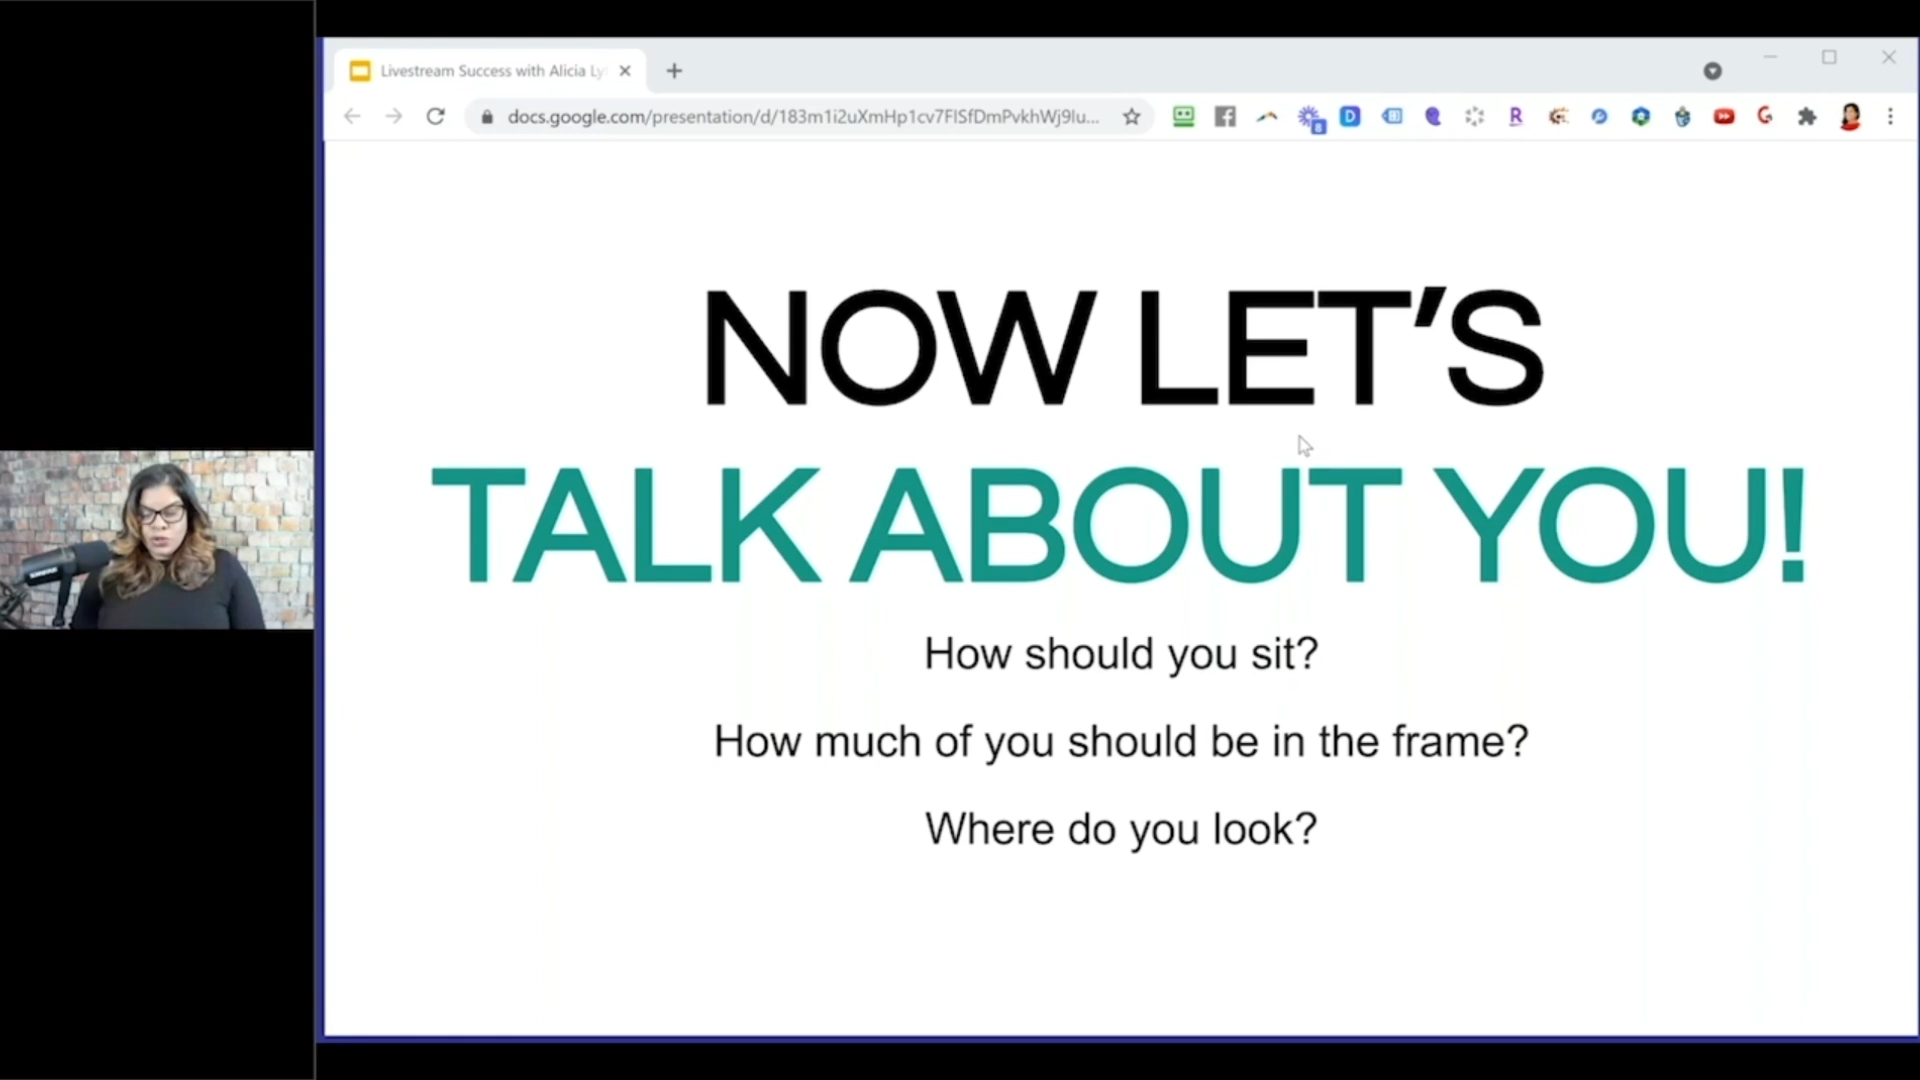 Livestream Success with Alicia Ly
docs.google.com/presentation/d/183m1i2uXmHp1cv7FlSfDmPvkhWj9lu...
8
D
R
NOW LET'S
TALK ABOUT YOU!
How should you sit?
How much of you should be in the frame?
Where do you look?